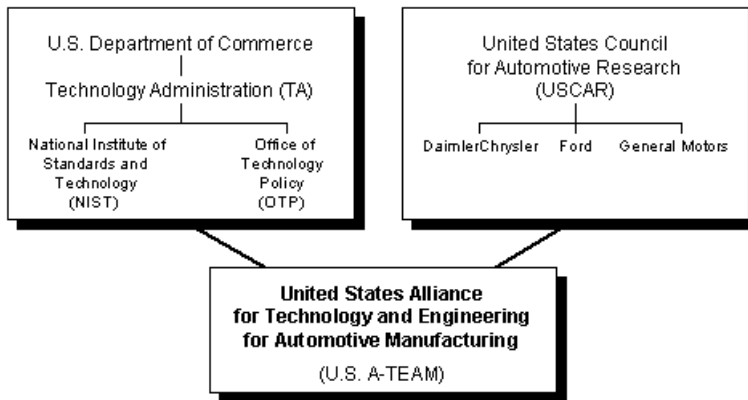 U.S. Department of Commerce
Technology Administration (TA)
National Institute of
Standards and
Technology
(NIST)
Office of
Technology
Policy
(OTP)
United States Council
for Automotive Research
(USCAR)
DaimlerChrysler
Ford
General Motors
United States Alliance
for Technology and Engineering
for Automotive Manufacturing
(U.S. A-TEAM)